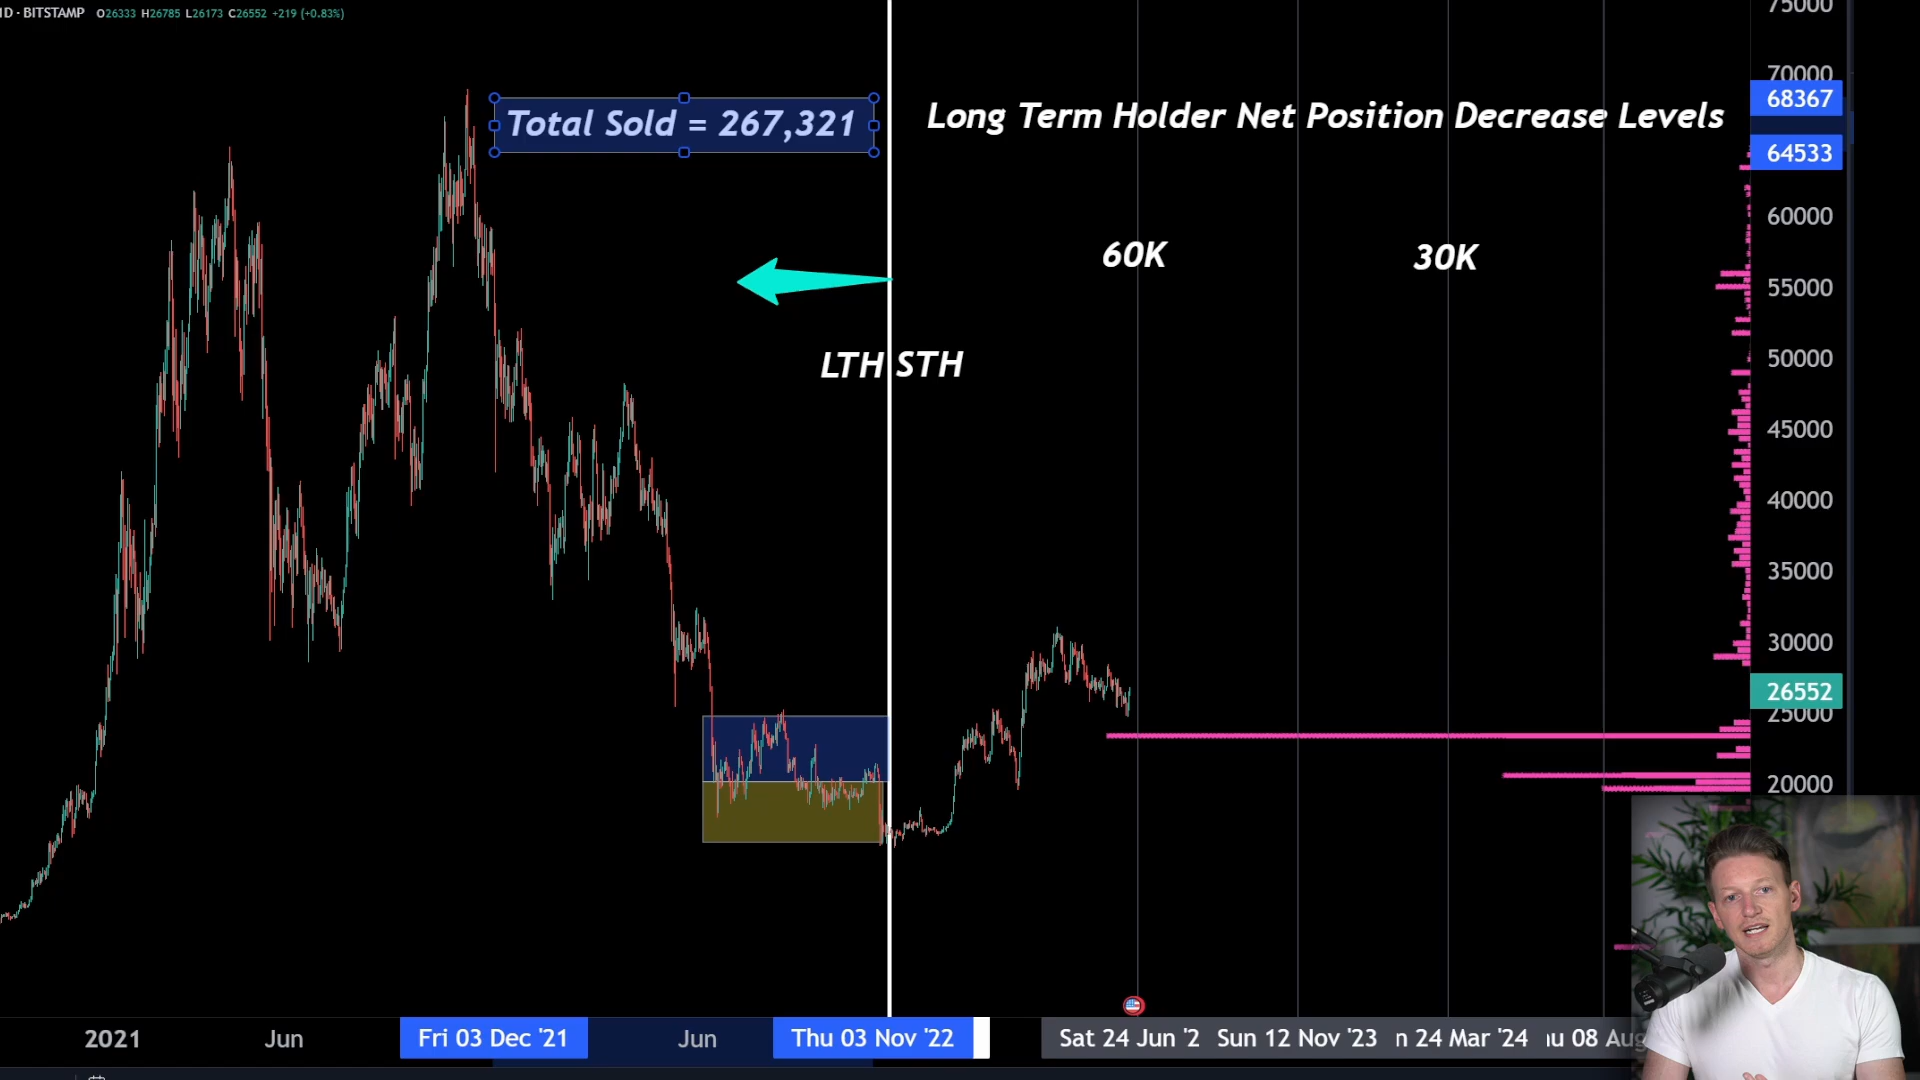 1D · BITSTAMP O26333 H26785 L26173 C26552 +219 (+0.83%)
Total Sold = 267,321
Long Term Holder Net Position Decrease Levels
60K
30K
LTH STH
75000
70000
68367
64533
60000
55000
50000
45000
40000
35000
30000
26552
25000
20000
2021 Jun Fri 03 Dec '21 Jun Thu 03 Nov '22 Sat 24 Jun '2 Sun 12 Nov '23 n 24 Mar '24 08 Aug